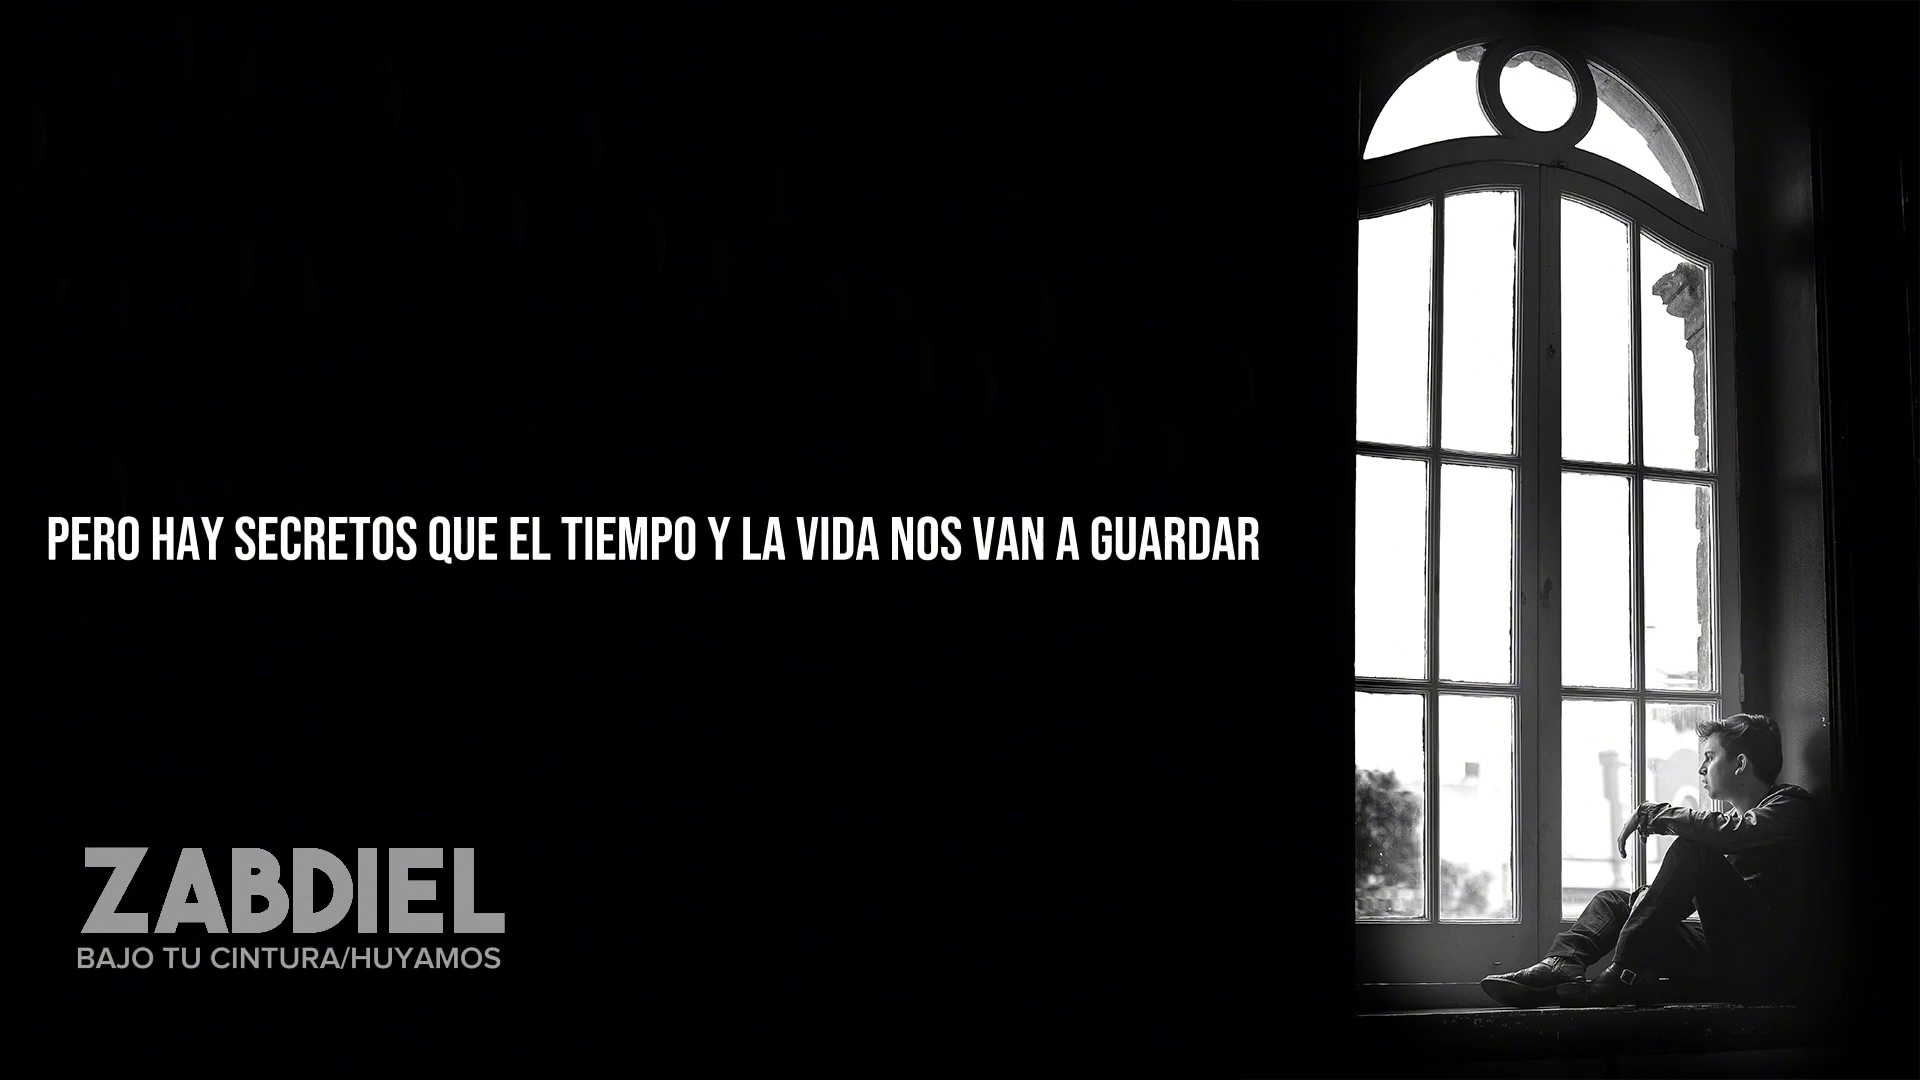 PERO HAY SECRETOS QUE EL TIEMPO Y LA VIDA NOS VAN A GUARDAR
ZABDIEL
BAJO TU CINTURA/HUYAMOS